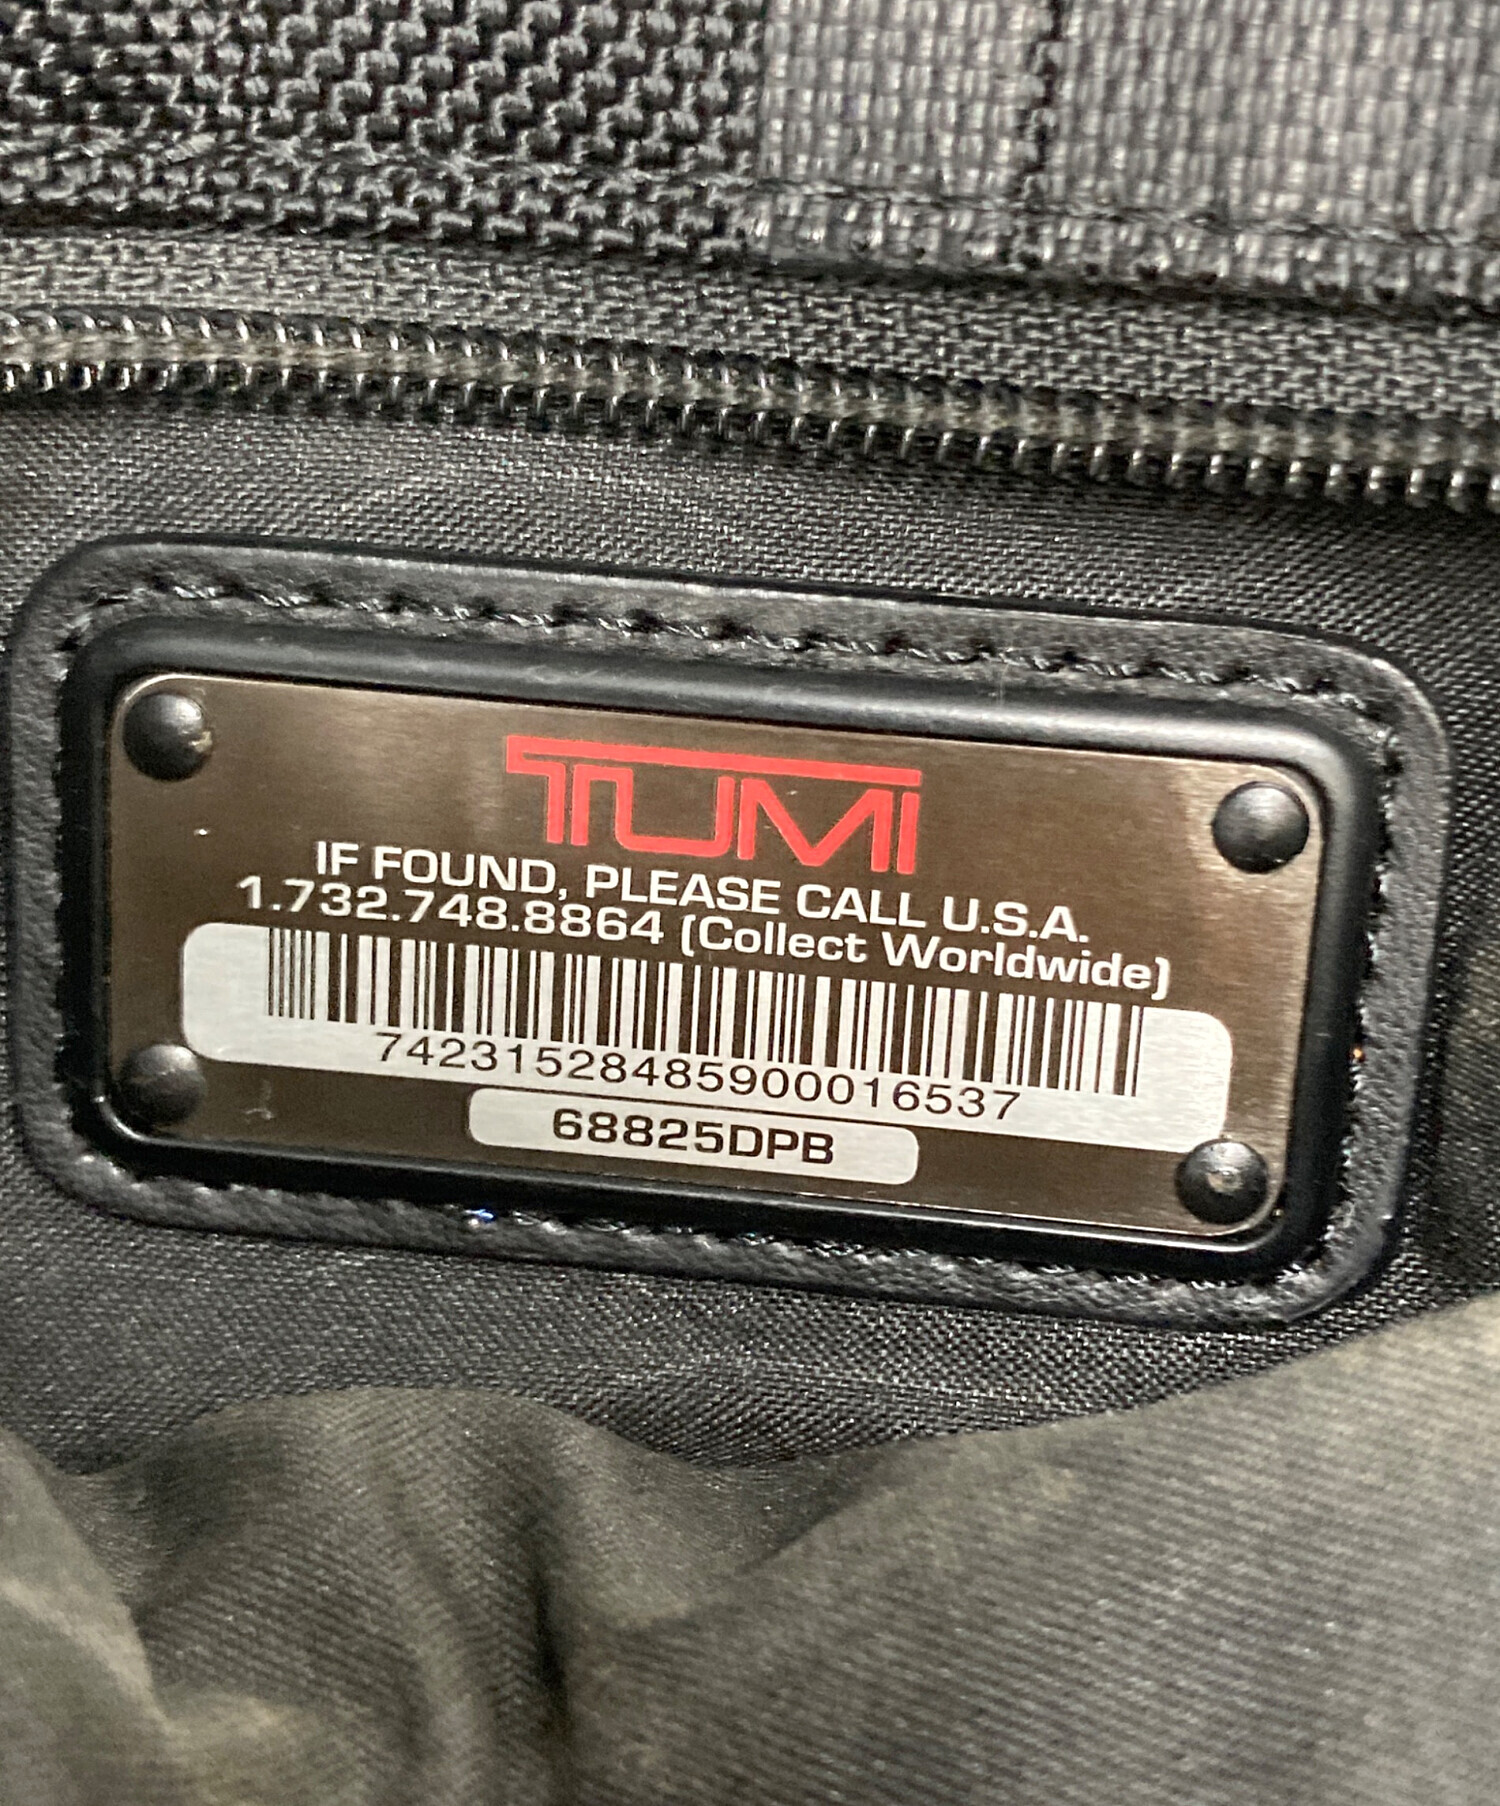 TUMI
IF FOUND, PLEASE CALL U.S.A.
1.732.748.8864 (Collect Worldwide)
74231528485900016537
68825DPB